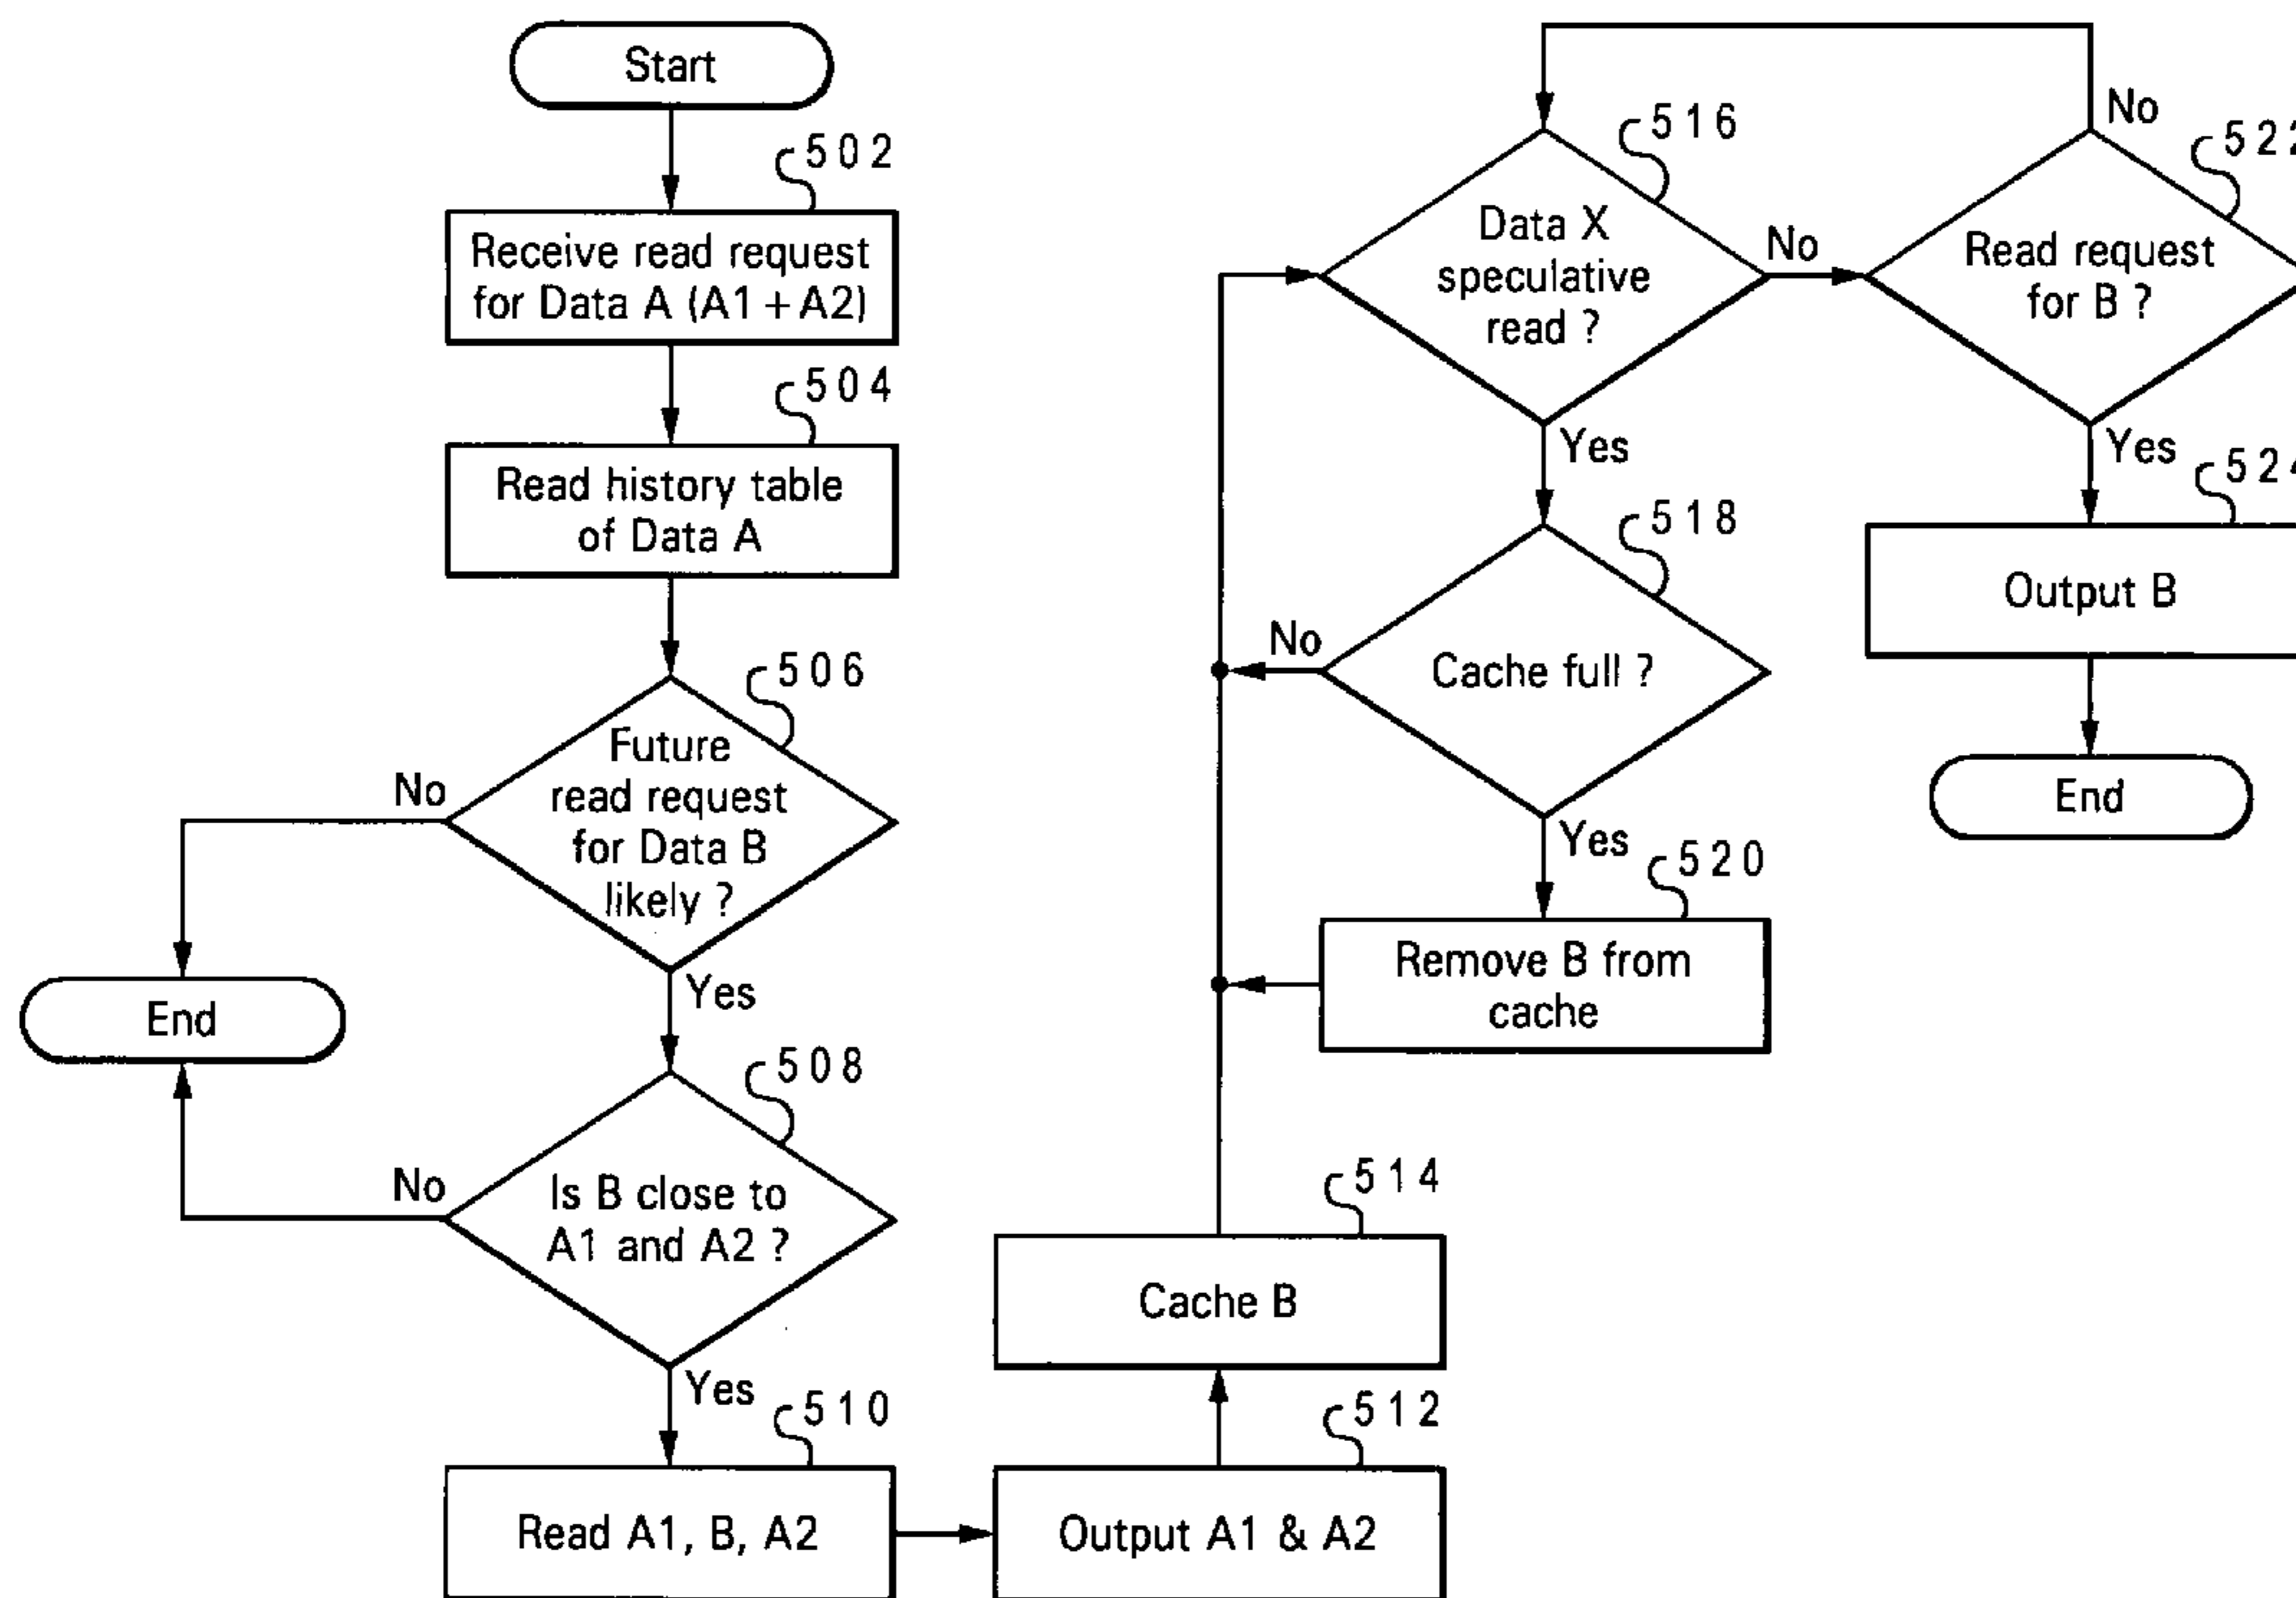 Start
502
Receive read request
for Data A (A1 + A2)
504
Read history table
of Data A
506
Future
read request
for Data B
likely ?
No
Yes
End
508
Is B close to
A1 and A2 ?
No
Yes
510
Read A1, B, A2
512
Output A1 & A2
514
Cache B
516
Data X
speculative
read ?
No
Yes
518
Cache full ?
No
Yes
520
Remove B from
cache
522
Read request
for B ?
No
Yes
524
Output B
End